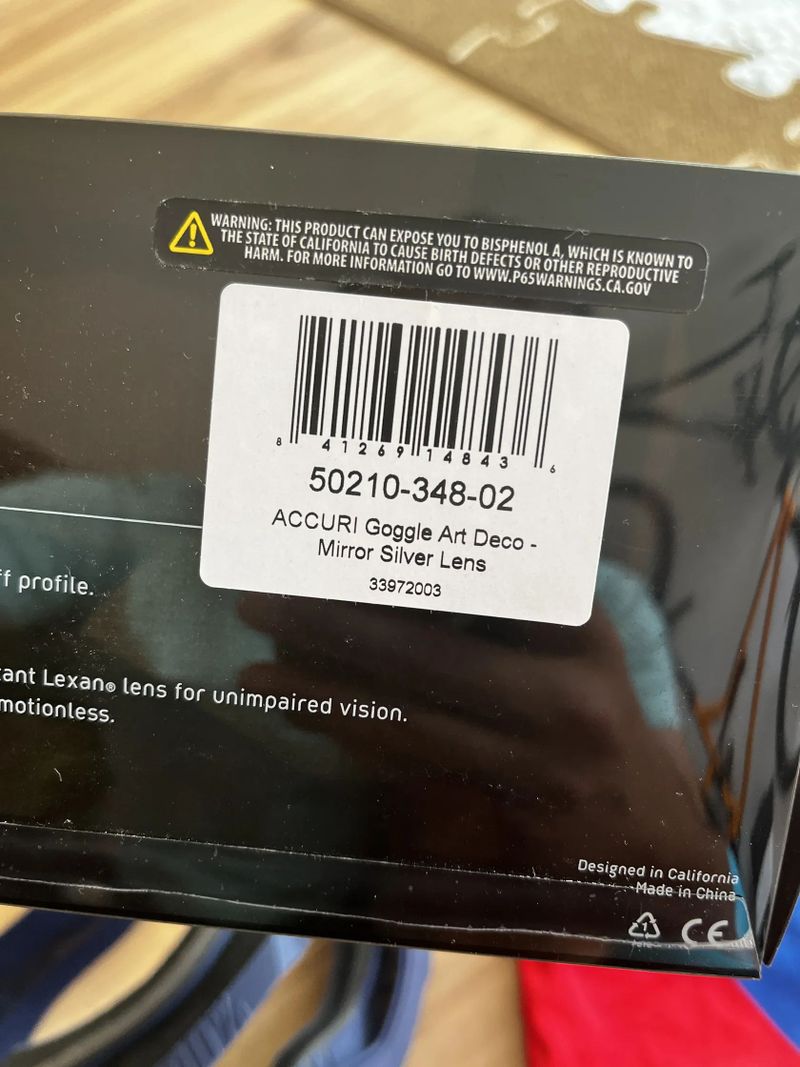 WARNING: THIS PRODUCT CAN EXPOSE YOU TO BISPHENOL A, WHICH IS KNOWN TO
THE STATE OF CALIFORNIA TO CAUSE BIRTH DEFECTS OR OTHER REPRODUCTIVE
HARM. FOR MORE INFORMATION GO TO WWW.P65WARNINGS.CA.GOV
8 41269 14843 6
50210-348-02
ACCURI Goggle Art Deco -
Mirror Silver Lens
33972003
ff profile.
tant Lexan® lens for unimpaired vision.
motionless.
Designed in California
Made in China
1
CE